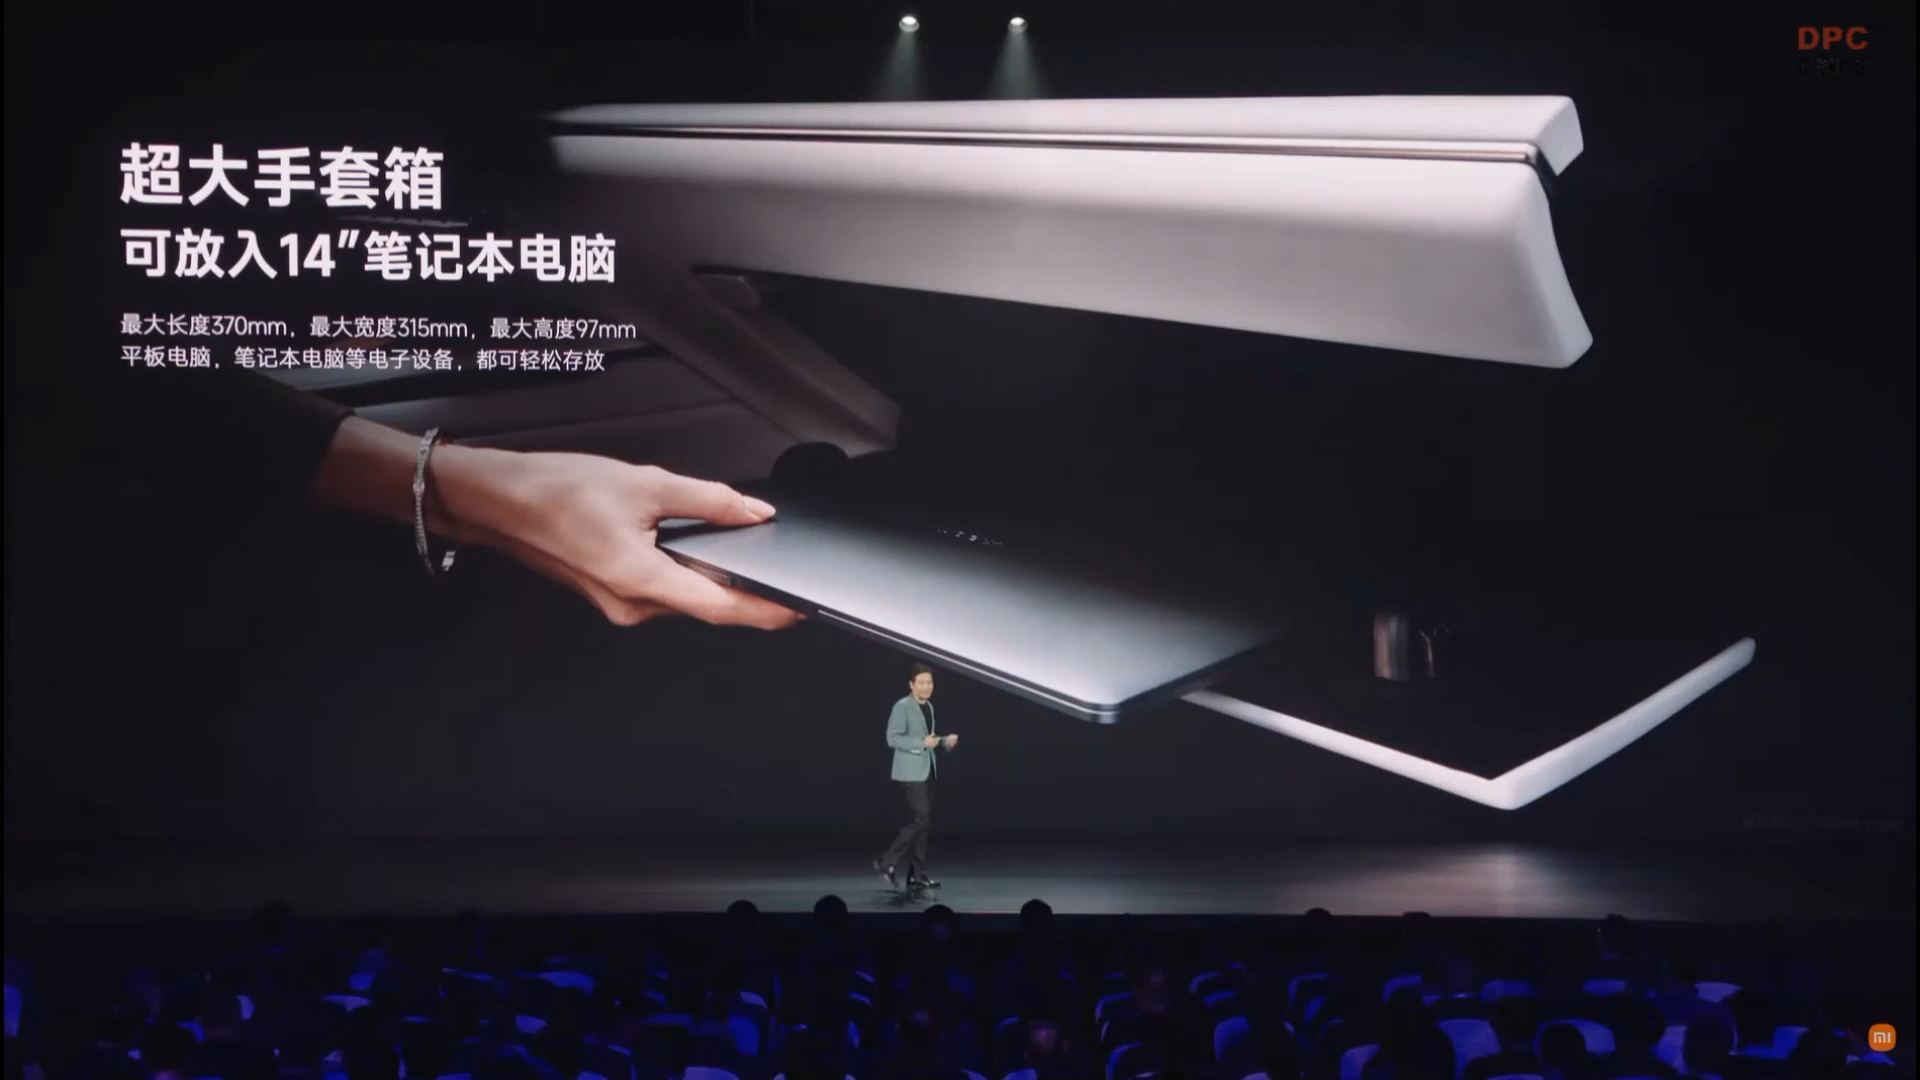 DPC
超大手套箱
可放入14″笔记本电脑
最大长度370mm，最大宽度315mm，最大高度97mm
平板电脑，笔记本电脑等电子设备，都可轻松存放
mi